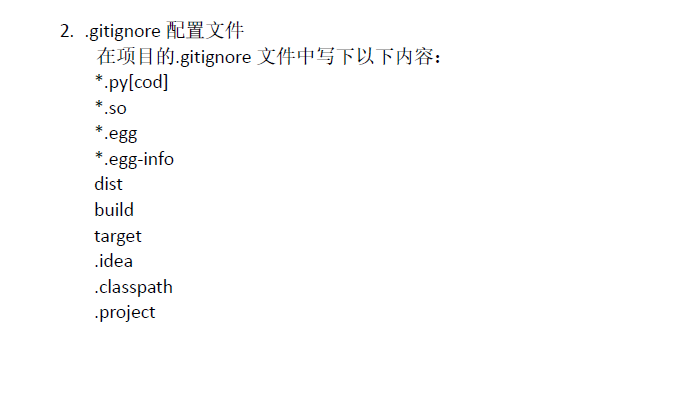 2. .gitignore 配置文件
在项目的.gitignore 文件中写下以下内容：
*.py[cod]
*.so
*.egg
*.egg-info
dist
build
target
.idea
.classpath
.project